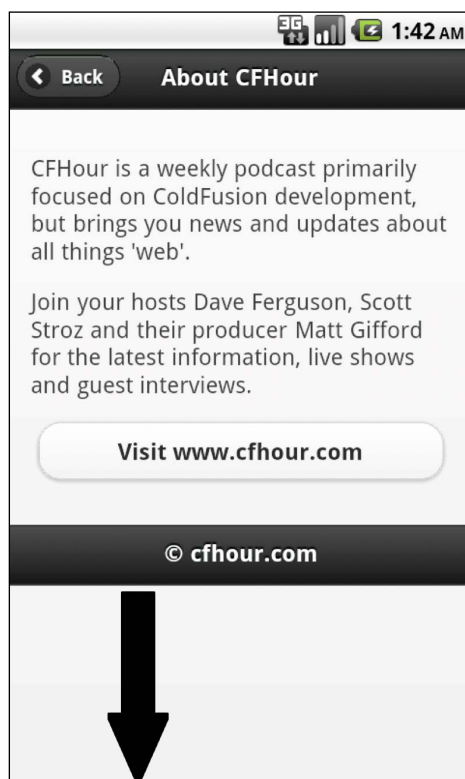 3G 1:42 AM
Back About CFHour
CFHour is a weekly podcast primarily
focused on ColdFusion development,
but brings you news and updates about
all things 'web'.
Join your hosts Dave Ferguson, Scott
Stroz and their producer Matt Gifford
for the latest information, live shows
and guest interviews.
Visit www.cfhour.com
© cfhour.com